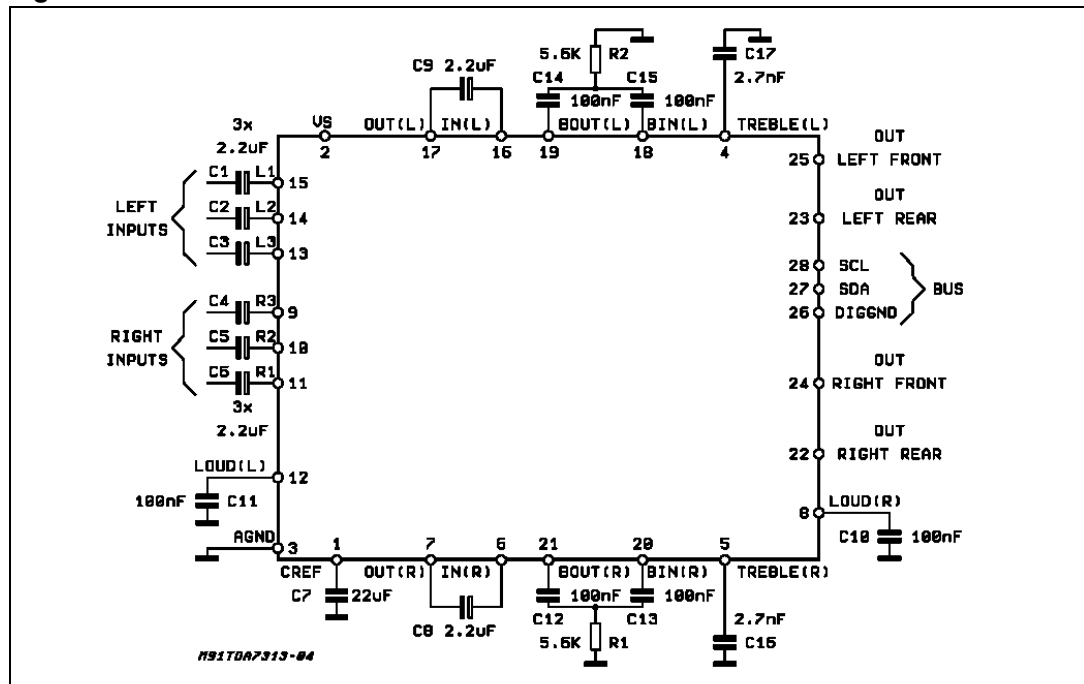 5.6K R2
C17
2.7nF
C9 2.2uF
C14 C15
100nF 100nF
3x
2.2uF
VS OUT(L) IN(L) BOUT(L) BIN(L) TREBLE(L)
2 17 16 19 18 4
OUT
25 LEFT FRONT
C1 L1
15
LEFT
INPUTS
C2 L2
14
C3 L3
13
OUT
23 LEFT REAR
28 SCL
27 SDA
26 DIGGND
BUS
C4 R3
9
RIGHT
INPUTS
C5 R2
10
C6 R1
11
3x
2.2uF
OUT
24 RIGHT FRONT
OUT
22 RIGHT REAR
LOUD(L)
12
100nF C11
LOUD(R)
8
C10 100nF
AGND
3
1 7 6 21 20 5
CREF OUT(R) IN(R) BOUT(R) BIN(R) TREBLE(R)
C7 22uF
100nF 100nF
C12 C13
C8 2.2uF
5.6K R1
2.7nF
C16
M91TDA7313-04